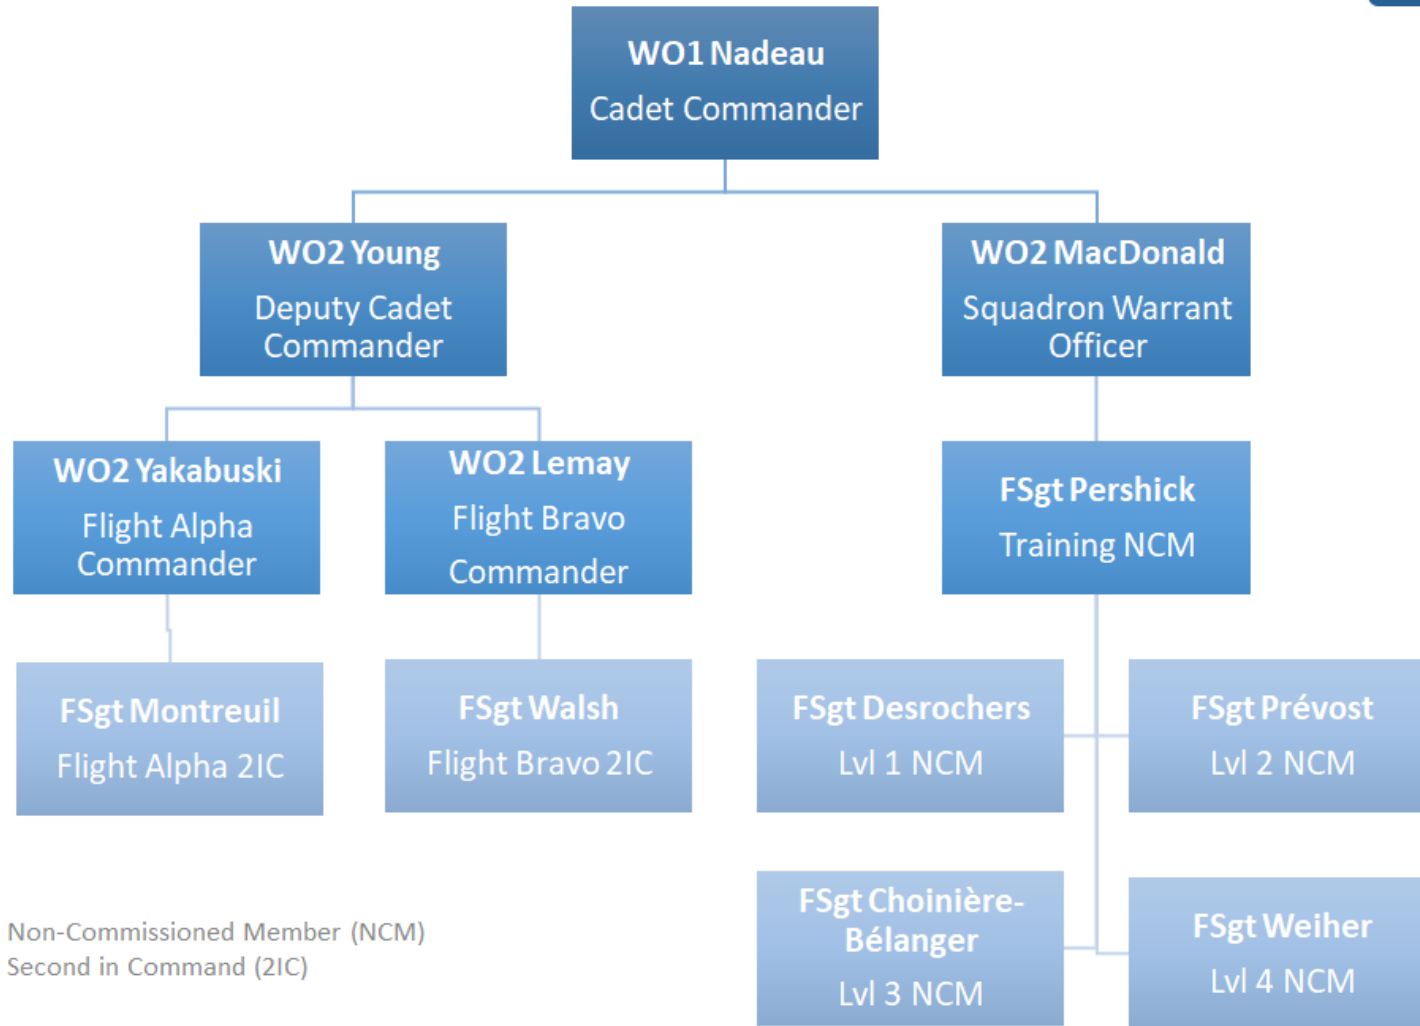 WO1 Nadeau
Cadet Commander
WO2 Young
Deputy Cadet
Commander
WO2 MacDonald
Squadron Warrant
Officer
WO2 Yakabuski
Flight Alpha
Commander
WO2 Lemay
Flight Bravo
Commander
FSgt Pershick
Training NCM
FSgt Montreuil
Flight Alpha 2IC
FSgt Walsh
Flight Bravo 2IC
FSgt Desrochers
Lvl 1 NCM
FSgt Prévost
Lvl 2 NCM
FSgt Choinière-
Bélanger
Lvl 3 NCM
FSgt Weiher
Lvl 4 NCM
Non-Commissioned Member (NCM)
Second in Command (2IC)